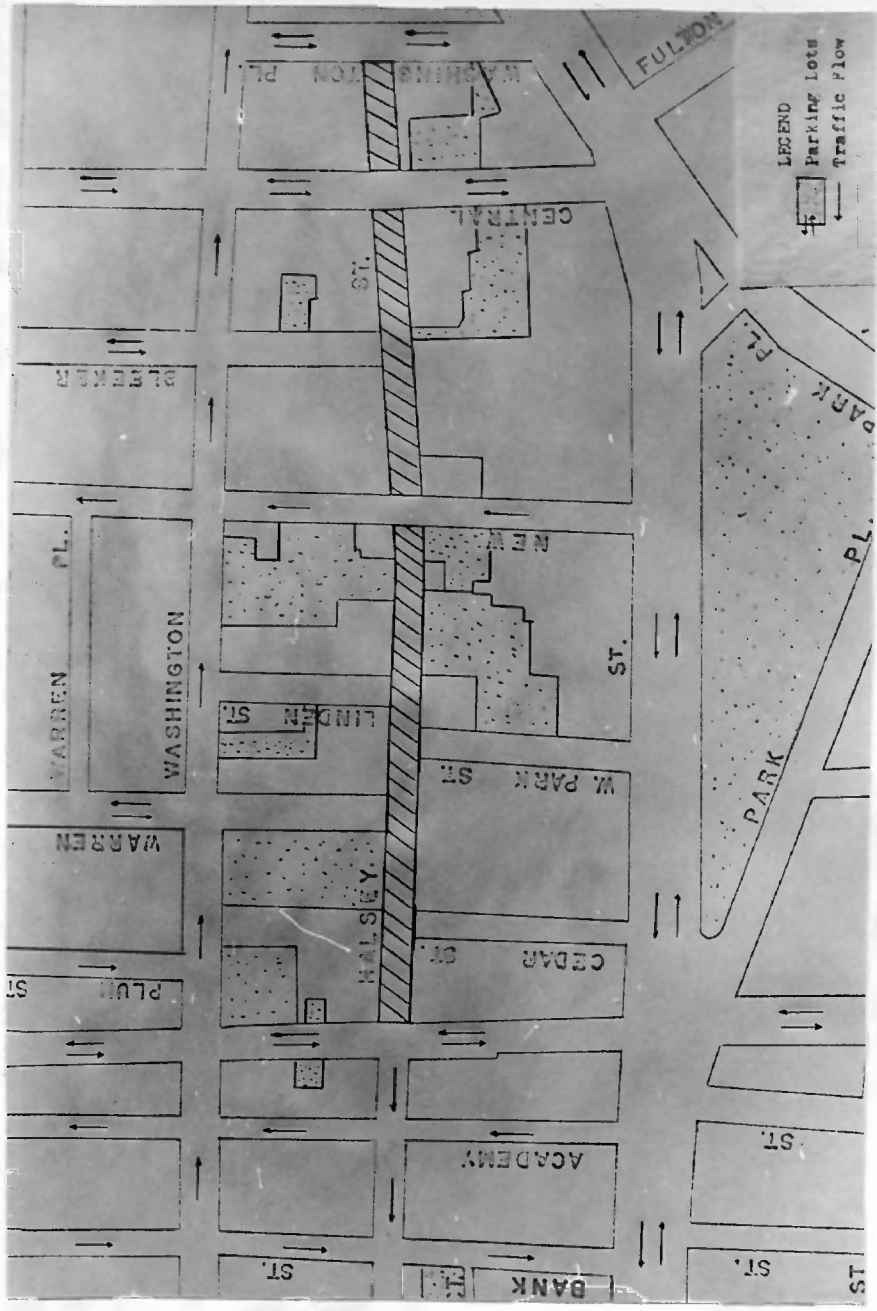 WASHINGTON PL.
FULTON
LEGEND
Parking Lots
Traffic Flow
CENTRAL
ST.
BLEEKER
PL.
PARK
NEW
WARREN PL.
WASHINGTON
ST.
PL.
LINDEN ST.
W. PARK ST.
PARK
WARREN
HALSEY
CEDAR ST.
PLUM ST
ACADEMY
ST.
ST.
BANK
ST.
ST